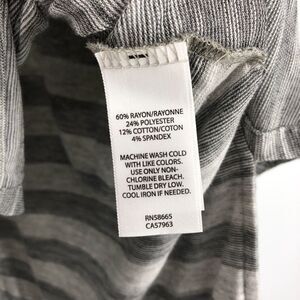 60% RAYON/RAYONNE
24% POLYESTER
12% COTTON/COTON
4% SPANDEX
MACHINE WASH COLD
WITH LIKE COLORS.
USE ONLY NON-
CHLORINE BLEACH.
TUMBLE DRY LOW.
COOL IRON IF NEEDED.
RN58665
CA57963